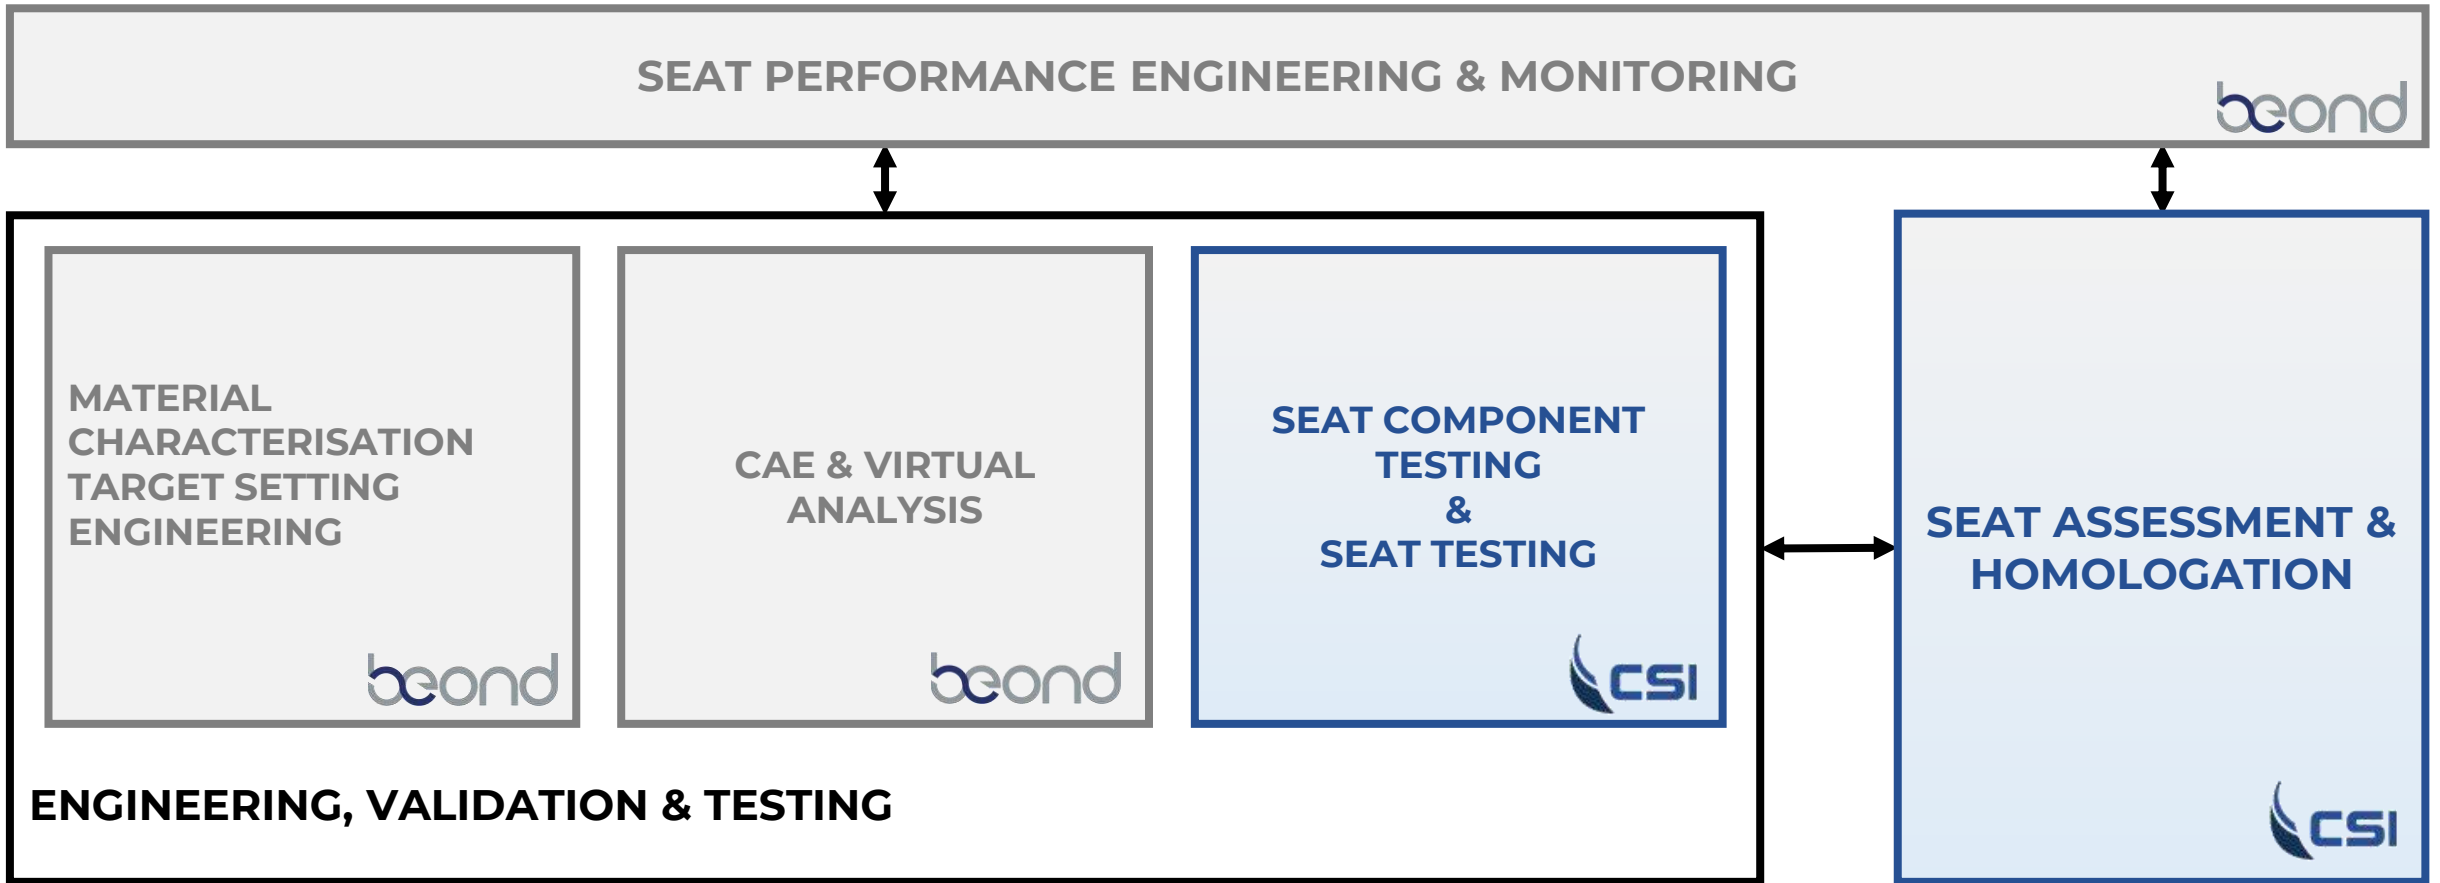 SEAT PERFORMANCE ENGINEERING & MONITORING
beond
MATERIAL
CHARACTERISATION
TARGET SETTING
ENGINEERING
beond
CAE & VIRTUAL
ANALYSIS
beond
SEAT COMPONENT
TESTING
&
SEAT TESTING
CSI
ENGINEERING, VALIDATION & TESTING
SEAT ASSESSMENT &
HOMOLOGATION
CSI